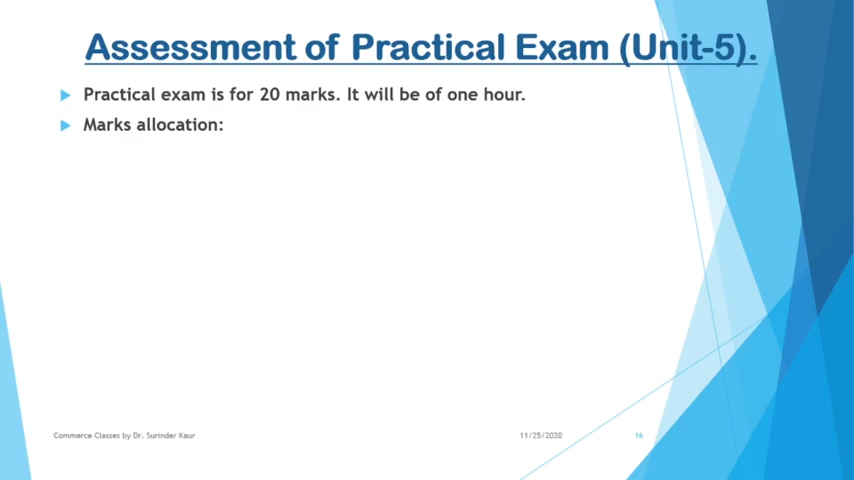 Assessment of Practical Exam (Unit-5).
Practical exam is for 20 marks. It will be of one hour.
Marks allocation:
Commerce Classes by Dr. Surinder Kaur
11/25/2020
16